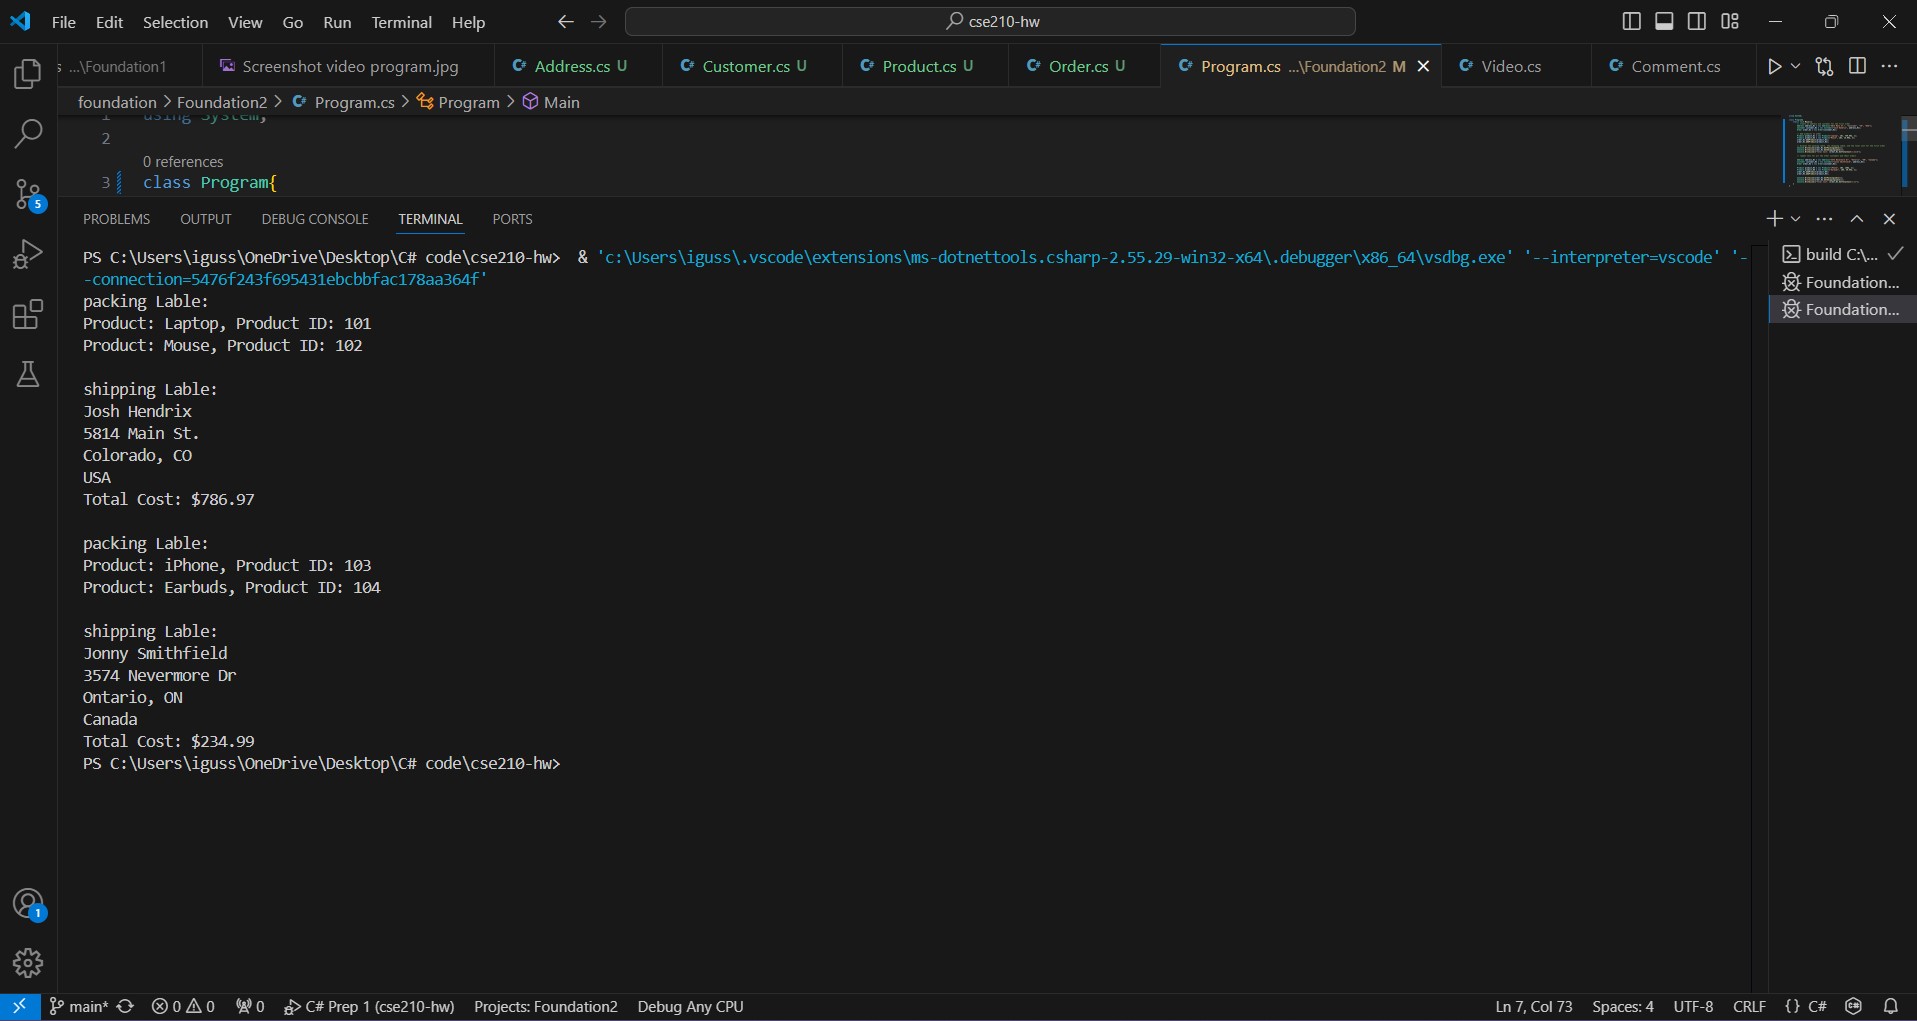 File Edit Selection View Go Run Terminal Help
cse210-hw
s ...\Foundation1 Screenshot video program.jpg C# Address.cs U C# Customer.cs U C# Product.cs U C# Order.cs U C# Program.cs ...\Foundation2 M C# Video.cs C# Comment.cs
foundation > Foundation2 > C# Program.cs > Program > Main
1 using System;
2
0 references
3 class Program{
PROBLEMS OUTPUT DEBUG CONSOLE TERMINAL PORTS
PS C:\Users\iguss\OneDrive\Desktop\C# code\cse210-hw> & 'c:\Users\iguss\.vscode\extensions\ms-dotnettools.csharp-2.55.29-win32-x64\.debugger\x86_64\vsdbg.exe' '--interpreter=vscode' '-
-connection=5476f243f695431ebcbbfac178aa364f'
packing Lable:
Product: Laptop, Product ID: 101
Product: Mouse, Product ID: 102
shipping Lable:
Josh Hendrix
5814 Main St.
Colorado, CO
USA
Total Cost: $786.97
packing Lable:
Product: iPhone, Product ID: 103
Product: Earbuds, Product ID: 104
shipping Lable:
Jonny Smithfield
3574 Nevermore Dr
Ontario, ON
Canada
Total Cost: $234.99
PS C:\Users\iguss\OneDrive\Desktop\C# code\cse210-hw>
build C:\...
Foundation...
Foundation...
5
1
main* 0 0 0 C# Prep 1 (cse210-hw) Projects: Foundation2 Debug Any CPU
Ln 7, Col 73 Spaces: 4 UTF-8 CRLF {} C#